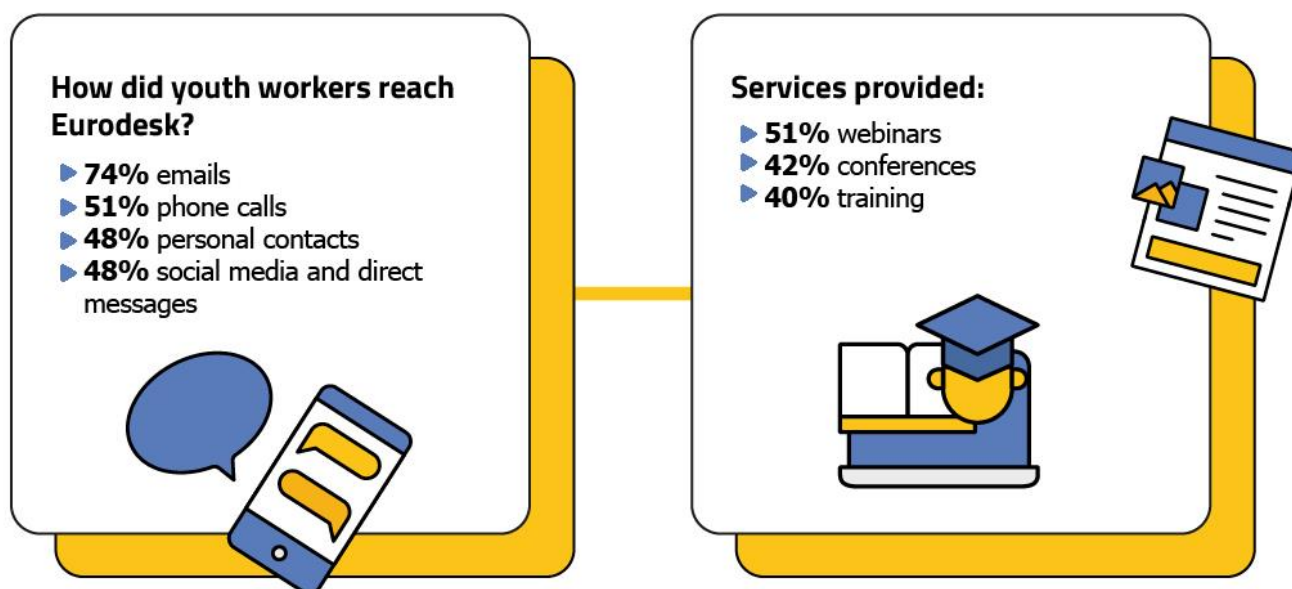 How did youth workers reach
Eurodesk?
74% emails
51% phone calls
48% personal contacts
48% social media and direct
messages
Services provided:
51% webinars
42% conferences
40% training